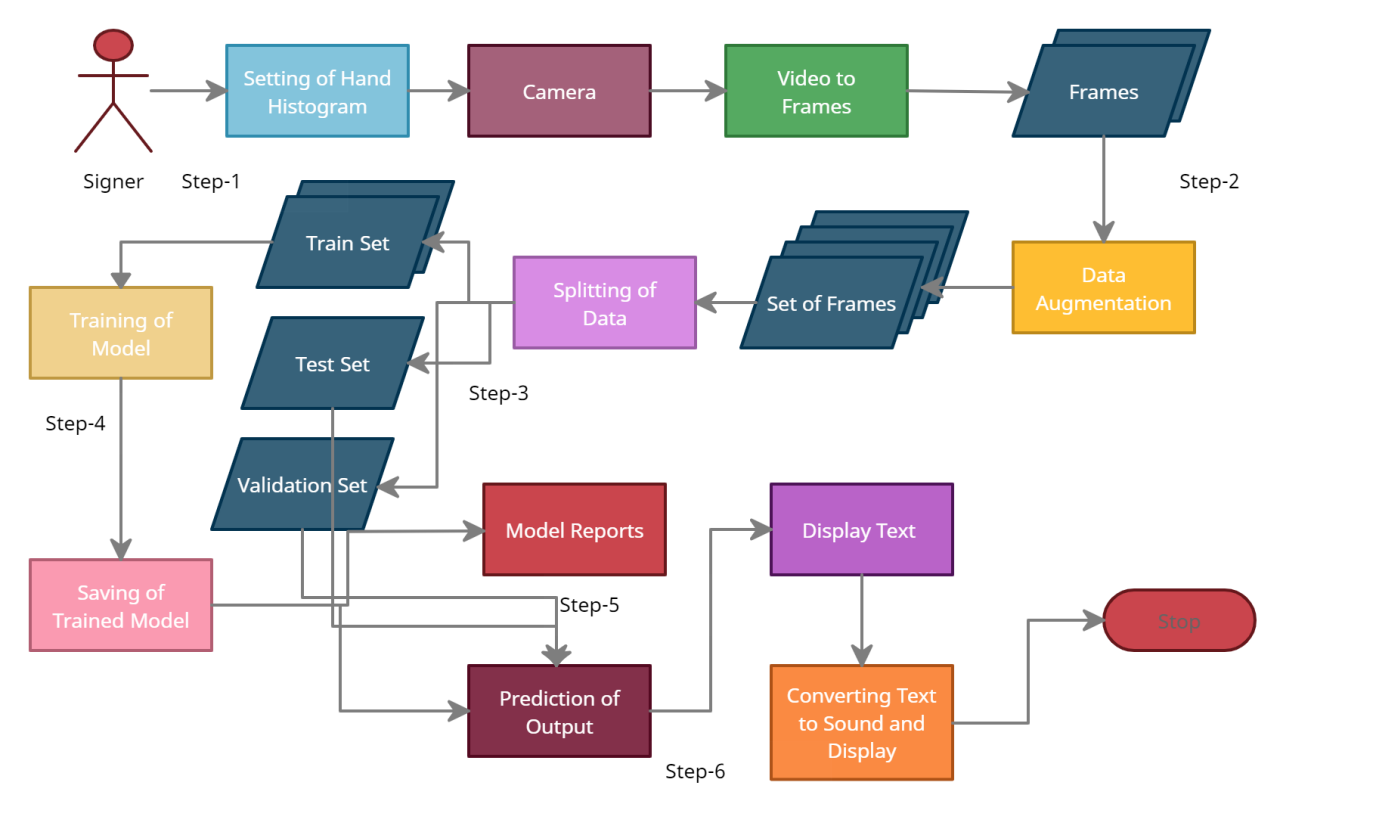 Setting of Hand
Histogram
Camera
Video to
Frames
Frames
Signer
Step-1
Step-2
Train Set
Splitting of
Data
Set of Frames
Data
Augmentation
Training of
Model
Test Set
Step-3
Step-4
Validation Set
Model Reports
Display Text
Saving of
Trained Model
Step-5
Stop
Prediction of
Output
Converting Text
to Sound and
Display
Step-6